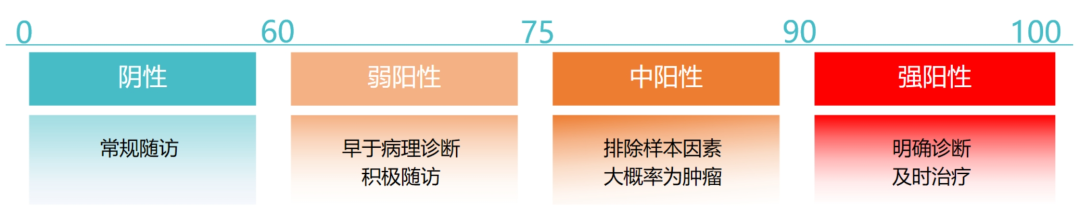 0 60 75 90 100
阴性 弱阳性 中阳性 强阳性
常规随访
早于病理诊断
积极随访
排除样本因素
大概率为肿瘤
明确诊断
及时治疗